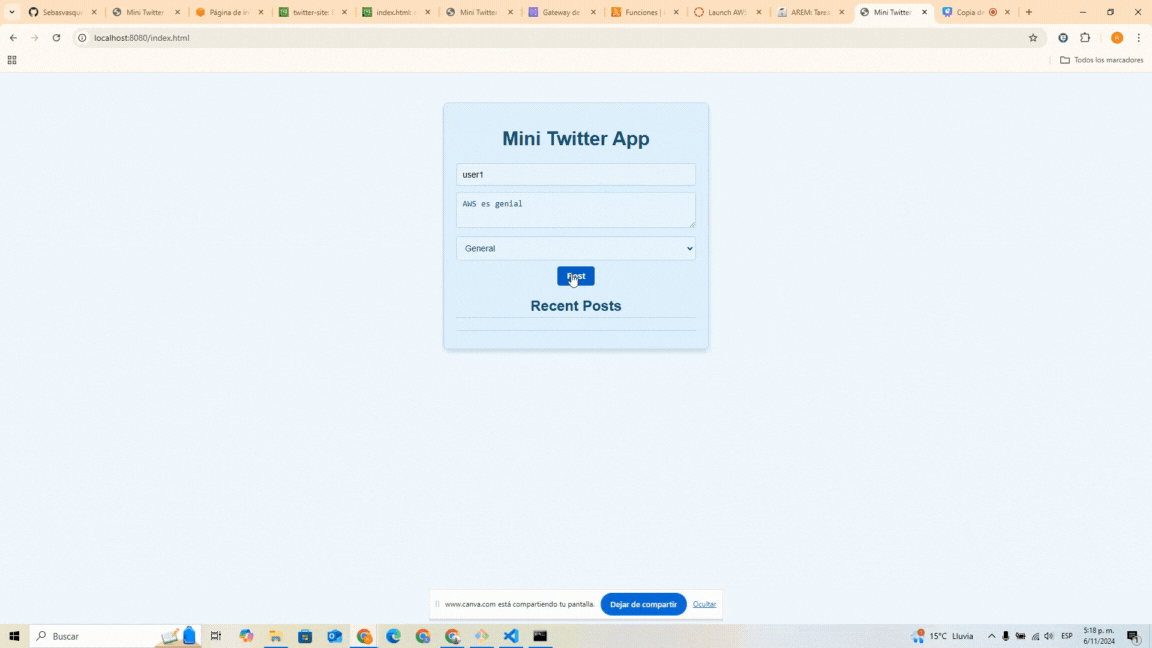 Sebasvasqu
Mini Twitter
Página de in
twitter-site:
index.html: c
Mini Twitter
Gateway de
Funciones |
Launch AWS
AREM: Tarea
Mini Twitter
Copia de
localhost:8080/index.html
Todos los marcadores
Mini Twitter App
user1
AWS es genial
General
Post
Recent Posts
www.canva.com está compartiendo tu pantalla.
Dejar de compartir
Ocultar
Buscar
15°C Lluvia
ESP
5:18 p. m.
6/11/2024